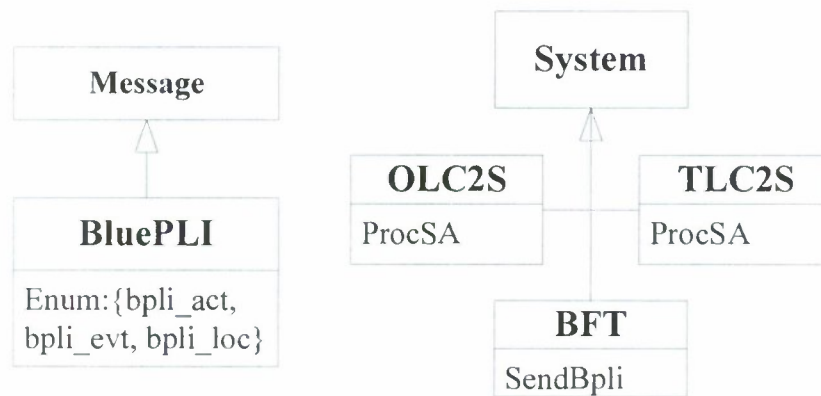 Message
BluePLI
Enum:{bpli_act,
bpli_evt, bpli_loc}
System
OLC2S
ProcSA
TLC2S
ProcSA
BFT
SendBpli